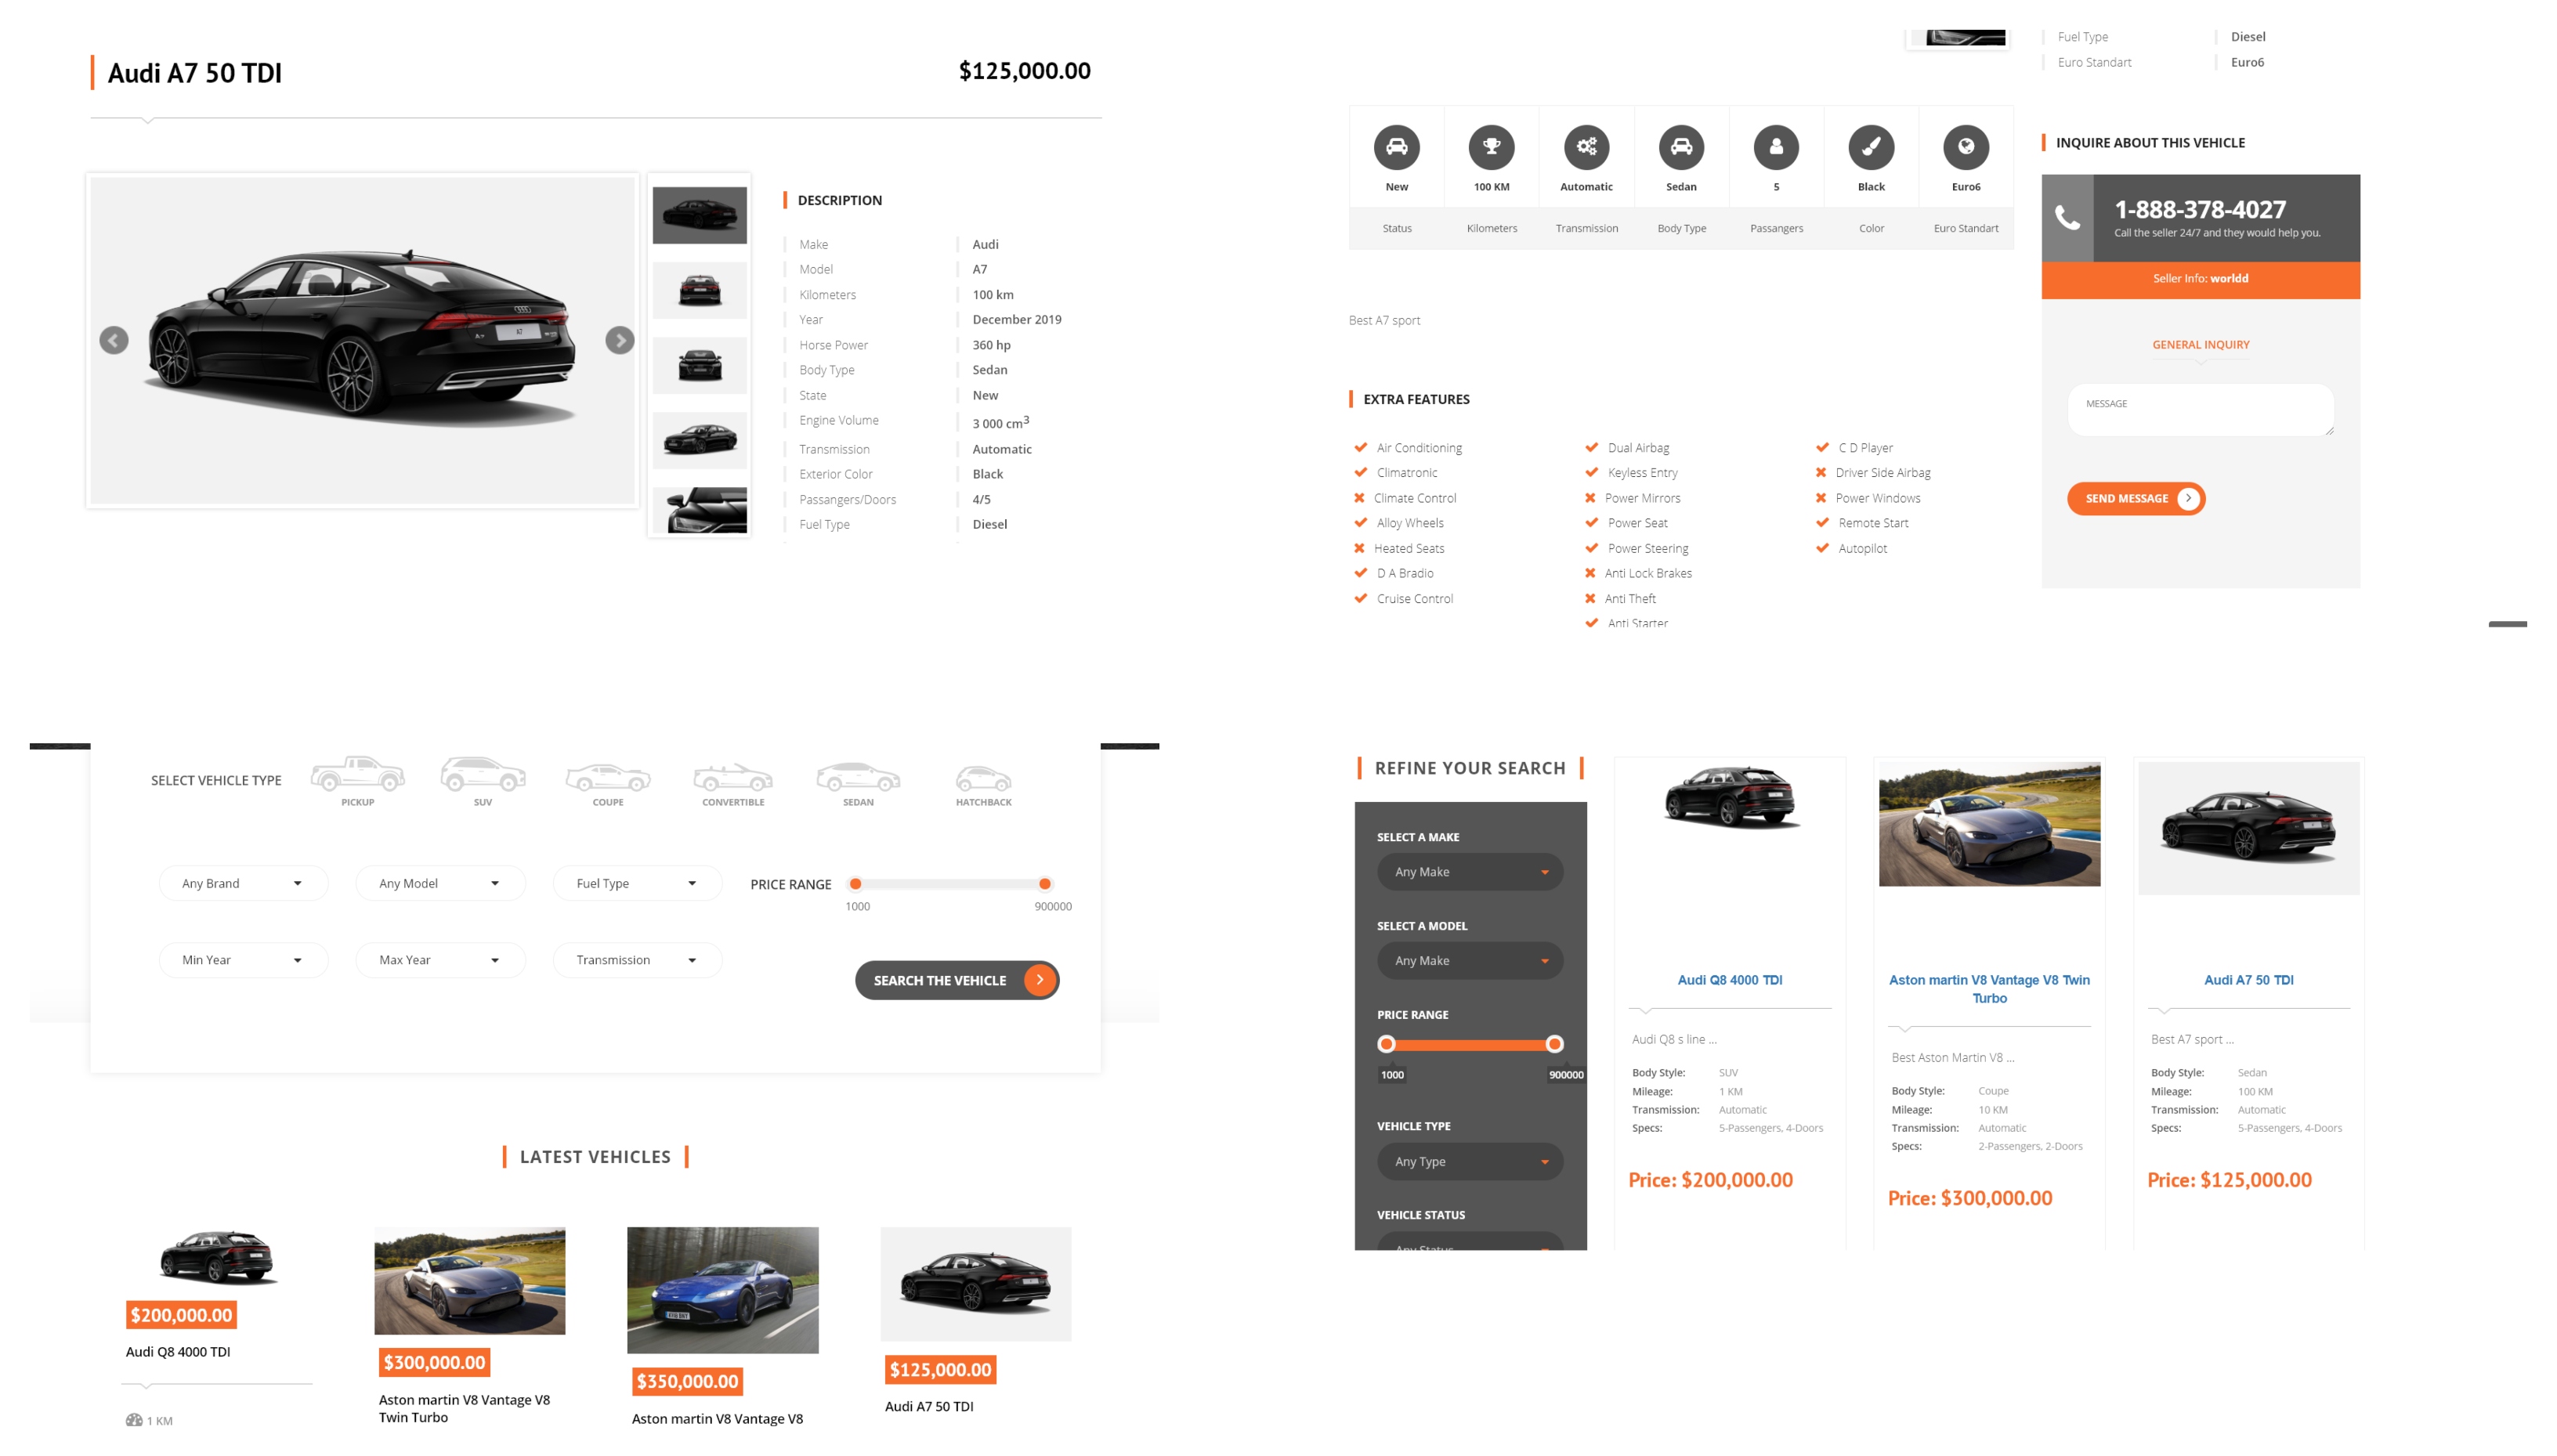 Audi A7 50 TDI
$125,000.00
DESCRIPTION
Make Audi
Model A7
Kilometers 100 km
Year December 2019
Horse Power 360 hp
Body Type Sedan
State New
Engine Volume 3 000 cm3
Transmission Automatic
Exterior Color Black
Passangers/Doors 4/5
Fuel Type Diesel
Fuel Type Diesel
Euro Standart Euro6
New 100 KM Automatic Sedan 5 Black Euro6
Status Kilometers Transmission Body Type Passangers Color Euro Standart
Best A7 sport
EXTRA FEATURES
Air Conditioning Dual Airbag C D Player
Climatronic Keyless Entry Driver Side Airbag
Climate Control Power Mirrors Power Windows
Alloy Wheels Power Seat Remote Start
Heated Seats Power Steering Autopilot
D A Bradio Anti Lock Brakes
Cruise Control Anti Theft
Anti Starter
INQUIRE ABOUT THIS VEHICLE
1-888-378-4027
Call the seller 24/7 and they would help you.
Seller Info: worldd
GENERAL INQUIRY
MESSAGE
SEND MESSAGE
SELECT VEHICLE TYPE
PICKUP SUV COUPE CONVERTIBLE SEDAN HATCHBACK
Any Brand Any Model Fuel Type PRICE RANGE
1000 900000
Min Year Max Year Transmission
SEARCH THE VEHICLE
LATEST VEHICLES
$200,000.00
Audi Q8 4000 TDI
1 KM
$300,000.00
Aston martin V8 Vantage V8
Twin Turbo
$350,000.00
Aston martin V8 Vantage V8
$125,000.00
Audi A7 50 TDI
REFINE YOUR SEARCH
SELECT A MAKE
Any Make
SELECT A MODEL
Any Make
PRICE RANGE
1000 900000
VEHICLE TYPE
Any Type
VEHICLE STATUS
Any Status
Audi Q8 4000 TDI
Audi Q8 s line ...
Body Style: SUV
Mileage: 1 KM
Transmission: Automatic
Specs: 5-Passengers, 4-Doors
Price: $200,000.00
Aston martin V8 Vantage V8 Twin
Turbo
Best Aston Martin V8 ...
Body Style: Coupe
Mileage: 10 KM
Transmission: Automatic
Specs: 2-Passengers, 2-Doors
Price: $300,000.00
Audi A7 50 TDI
Best A7 sport ...
Body Style: Sedan
Mileage: 100 KM
Transmission: Automatic
Specs: 5-Passengers, 4-Doors
Price: $125,000.00